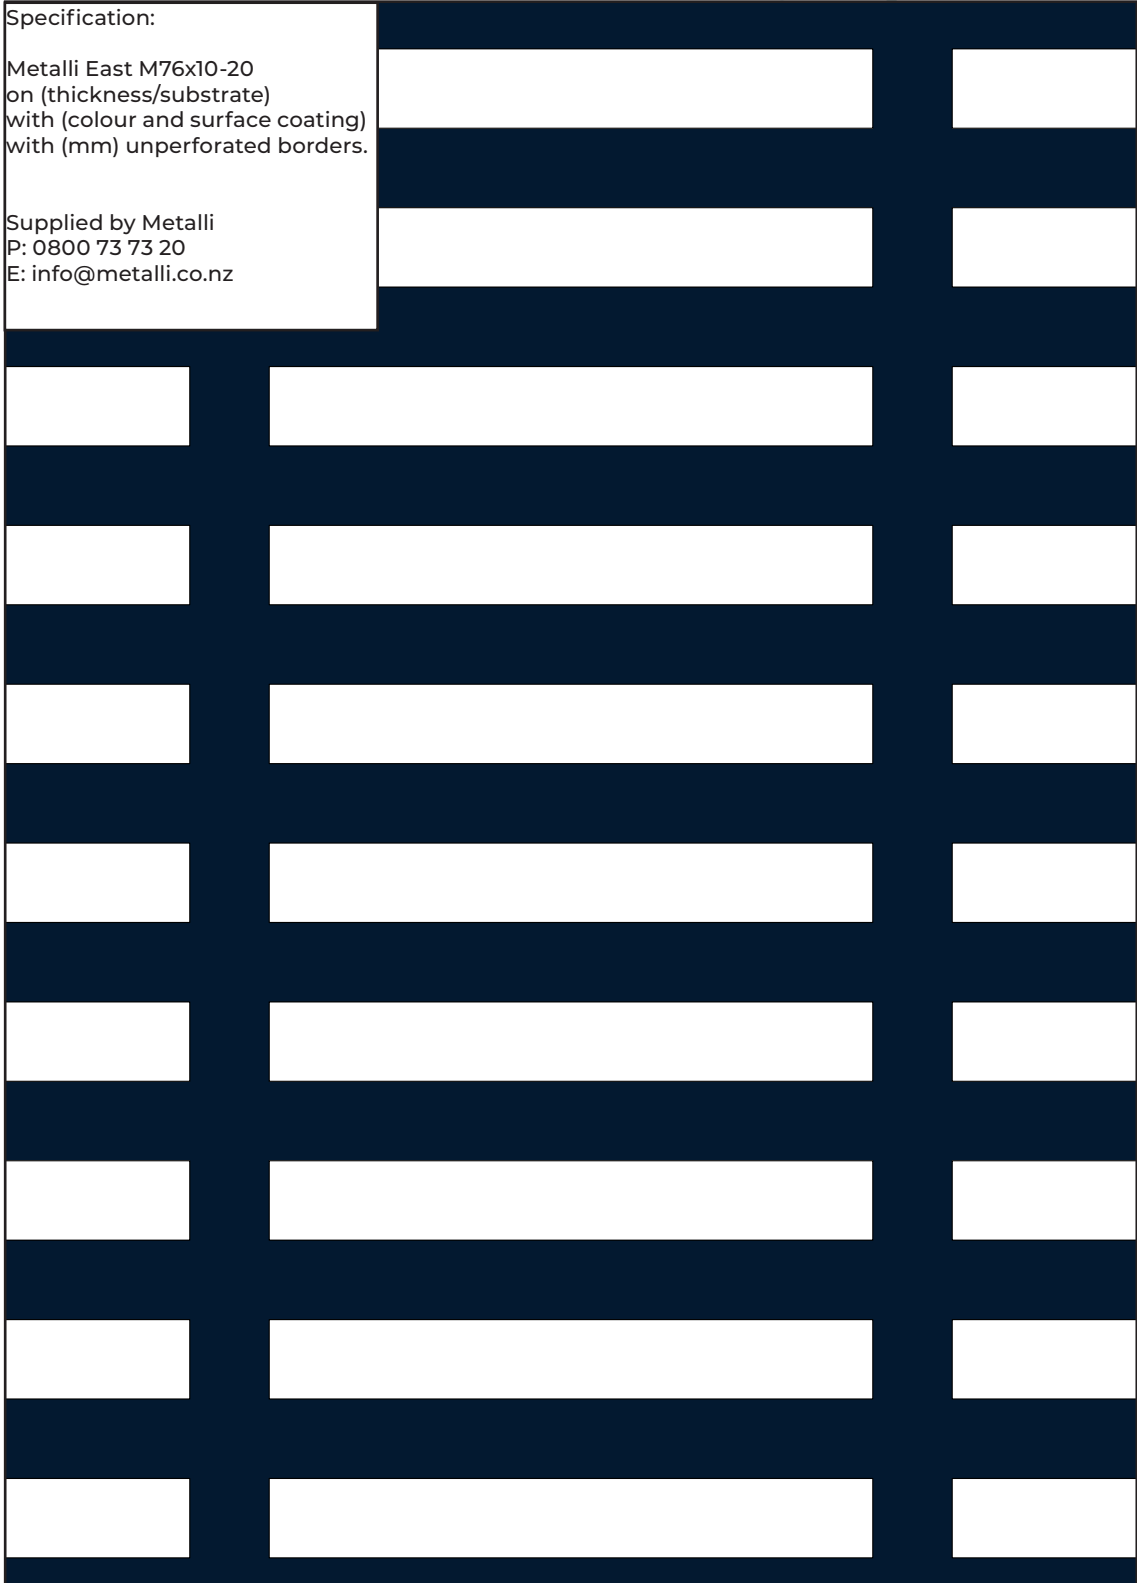 Specification:
Metalli East M76x10-20
on (thickness/substrate)
with (colour and surface coating)
with (mm) unperforated borders.
Supplied by Metalli
P: 0800 73 73 20
E: info@metalli.co.nz